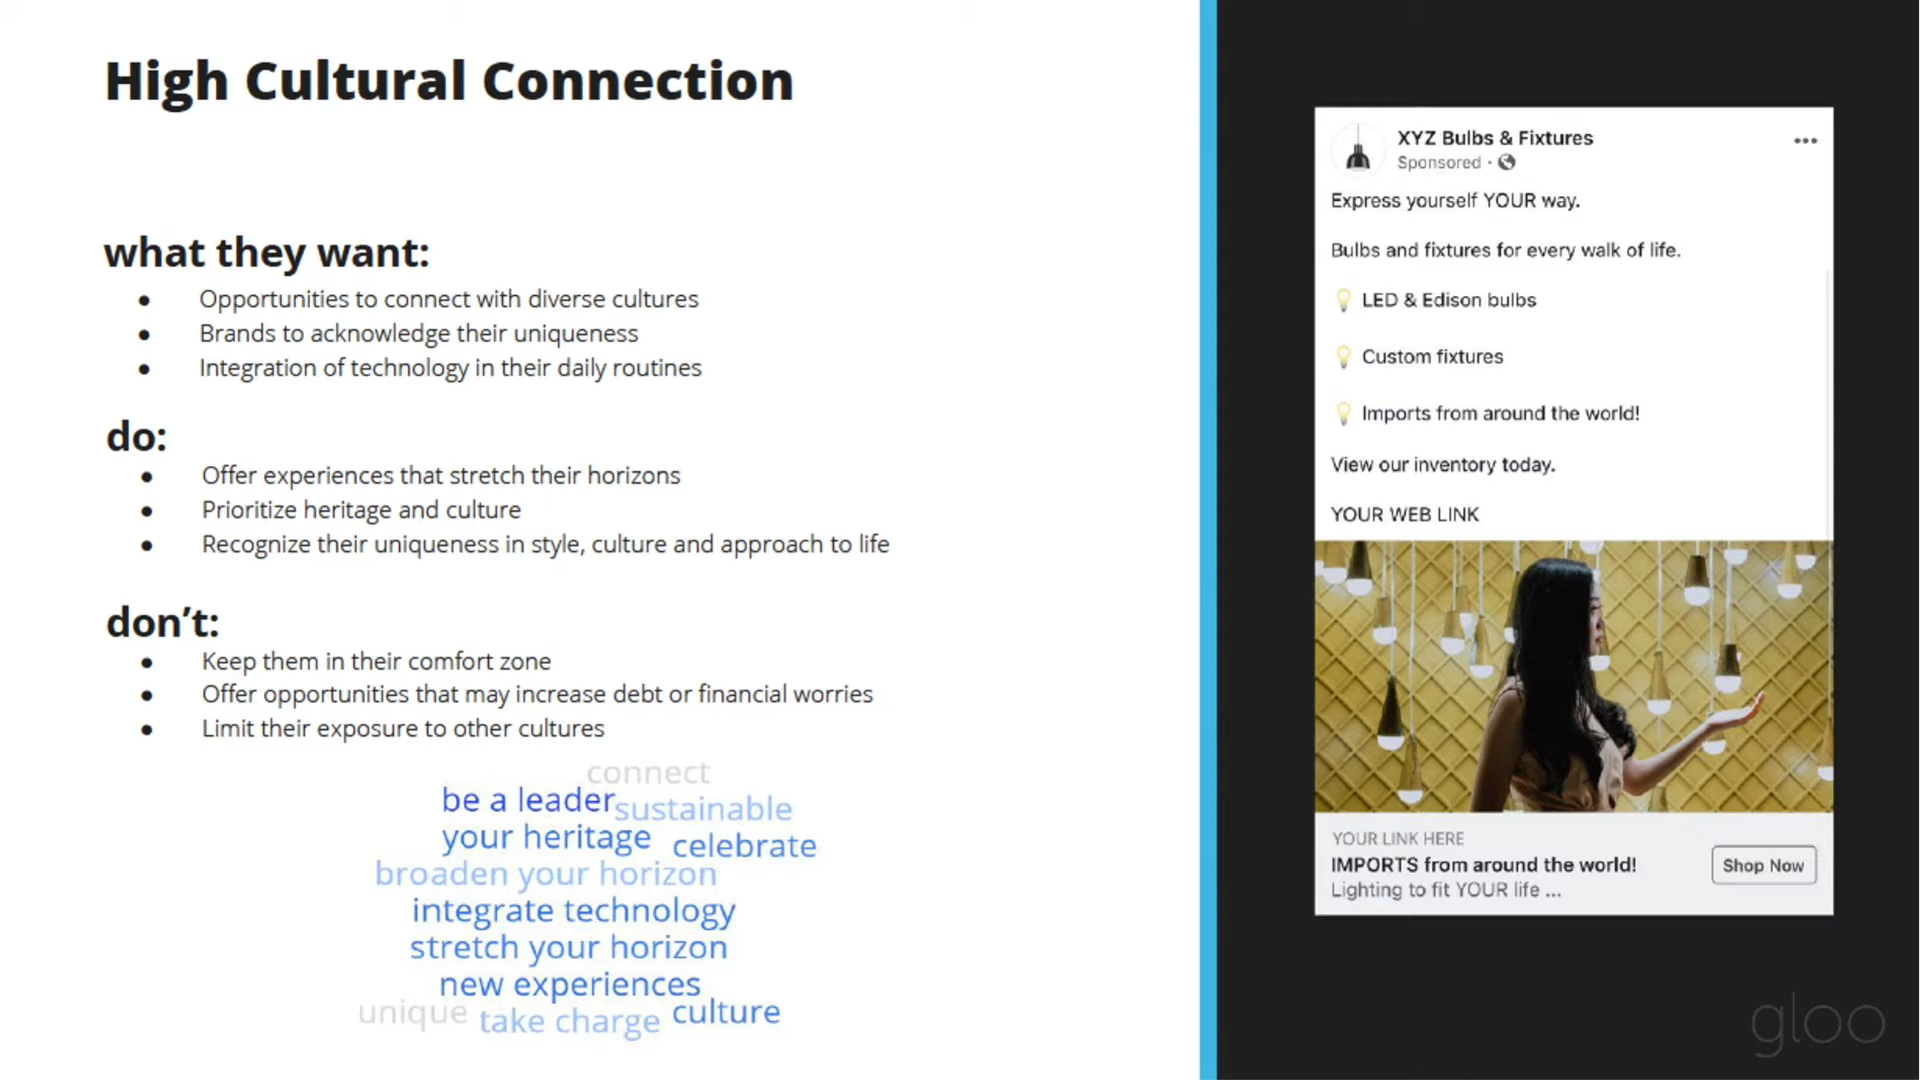 High Cultural Connection
what they want:
● Opportunities to connect with diverse cultures
● Brands to acknowledge their uniqueness
● Integration of technology in their daily routines
do:
● Offer experiences that stretch their horizons
● Prioritize heritage and culture
● Recognize their uniqueness in style, culture and approach to life
don’t:
● Keep them in their comfort zone
● Offer opportunities that may increase debt or financial worries
● Limit their exposure to other cultures
connect
be a leader
sustainable
your heritage
celebrate
broaden your horizon
integrate technology
stretch your horizon
new experiences
unique
take charge
culture
XYZ Bulbs & Fixtures
Sponsored ·
Express yourself YOUR way.
Bulbs and fixtures for every walk of life.
LED & Edison bulbs
Custom fixtures
Imports from around the world!
View our inventory today.
YOUR WEB LINK
YOUR LINK HERE
IMPORTS from around the world!
Lighting to fit YOUR life ...
Shop Now
gloo